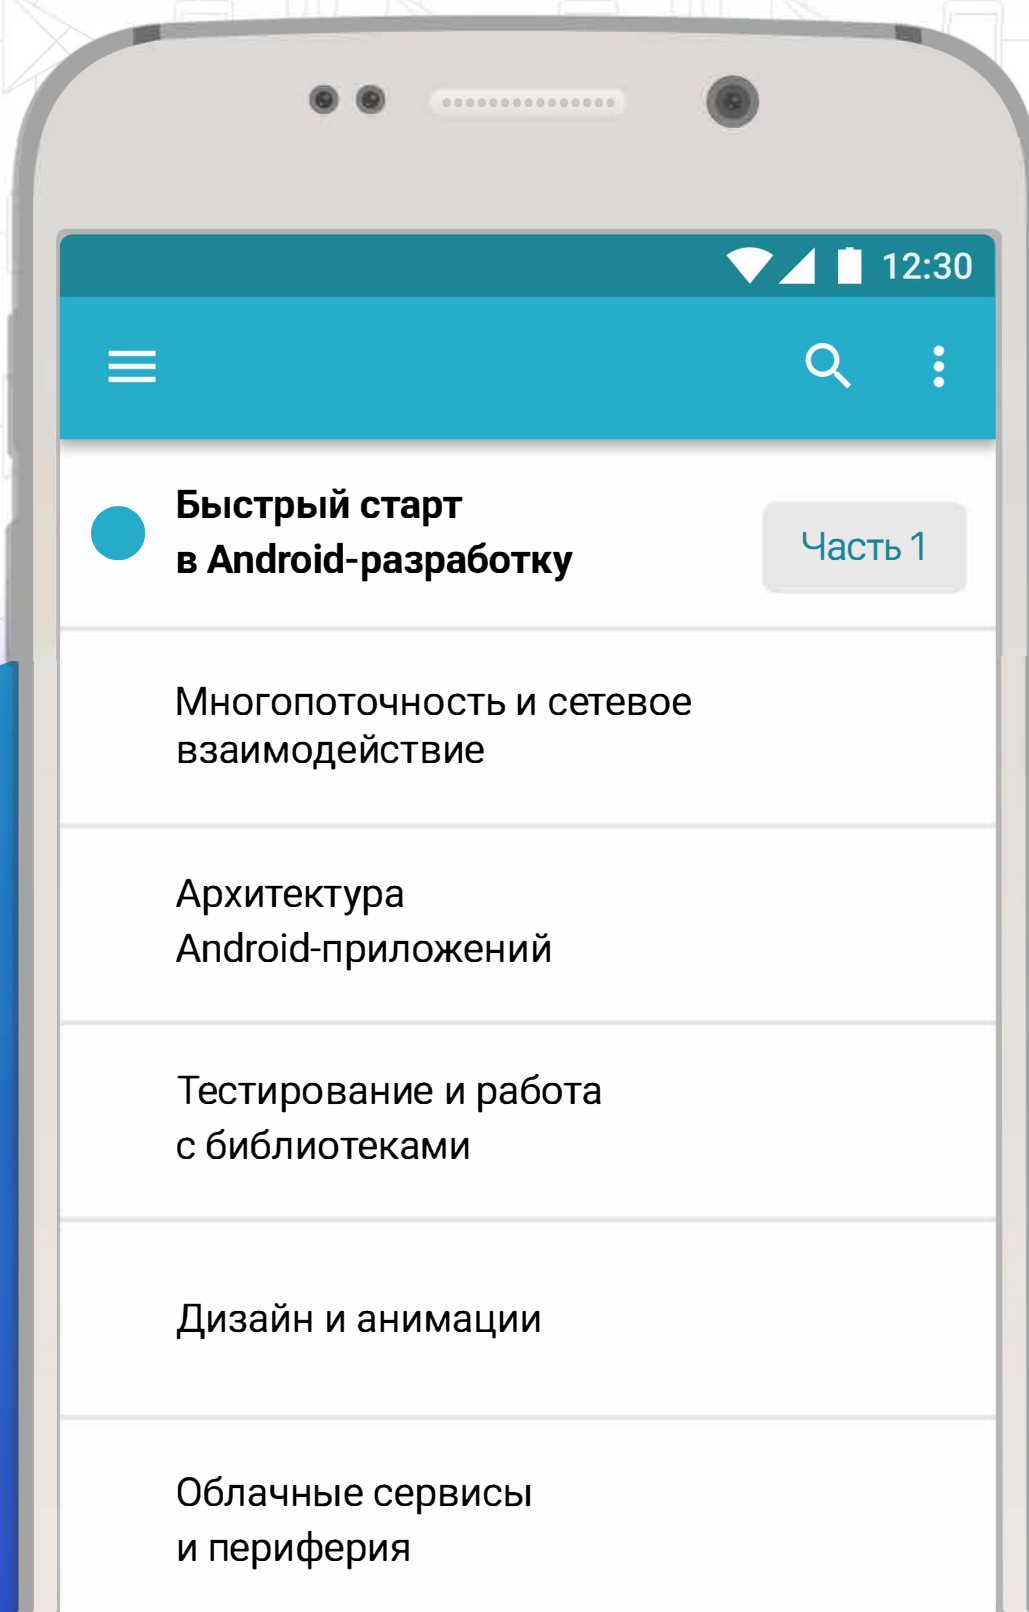 12:30
Быстрый старт
в Android-разработку
Часть 1
Многопоточность и сетевое
взаимодействие
Архитектура
Android-приложений
Тестирование и работа
с библиотеками
Дизайн и анимации
Облачные сервисы
и периферия